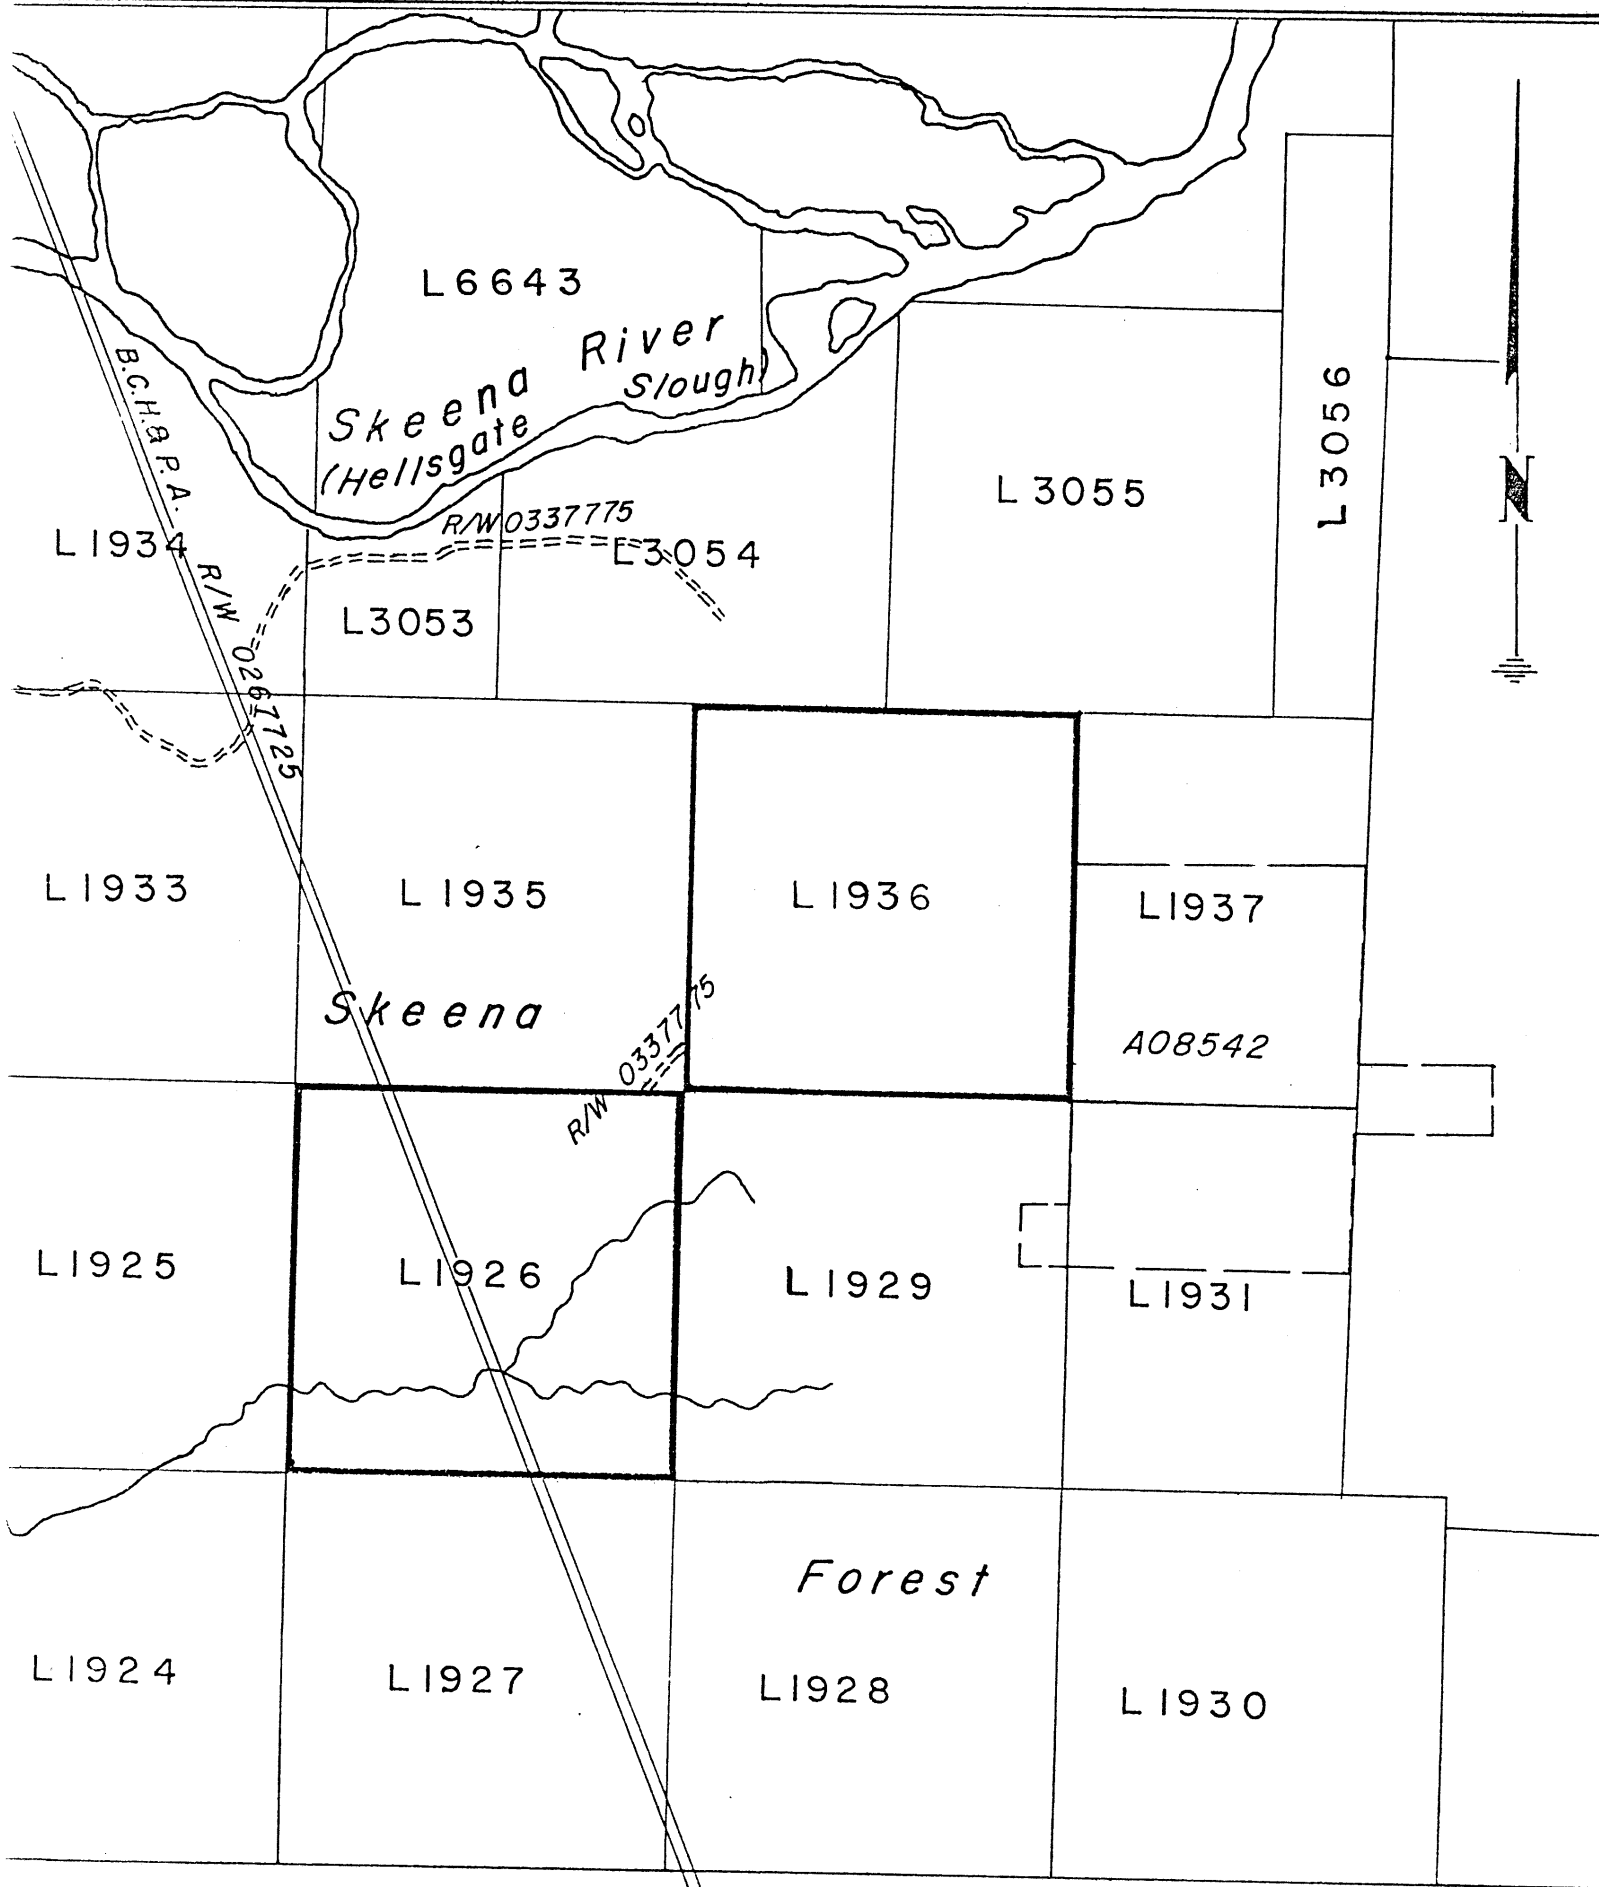 L6643
Skeena River
(Hellsgate Slough)
B.C.H.& P.A. R/W 0267725
L1934
R/W 0337775
L3054
L3053
L3055
L3056
N
L1933
L1935
L1936
L1937
Skeena
R/W 0337775
A08542
L1925
L1926
L1929
L1931
Forest
L1924
L1927
L1928
L1930